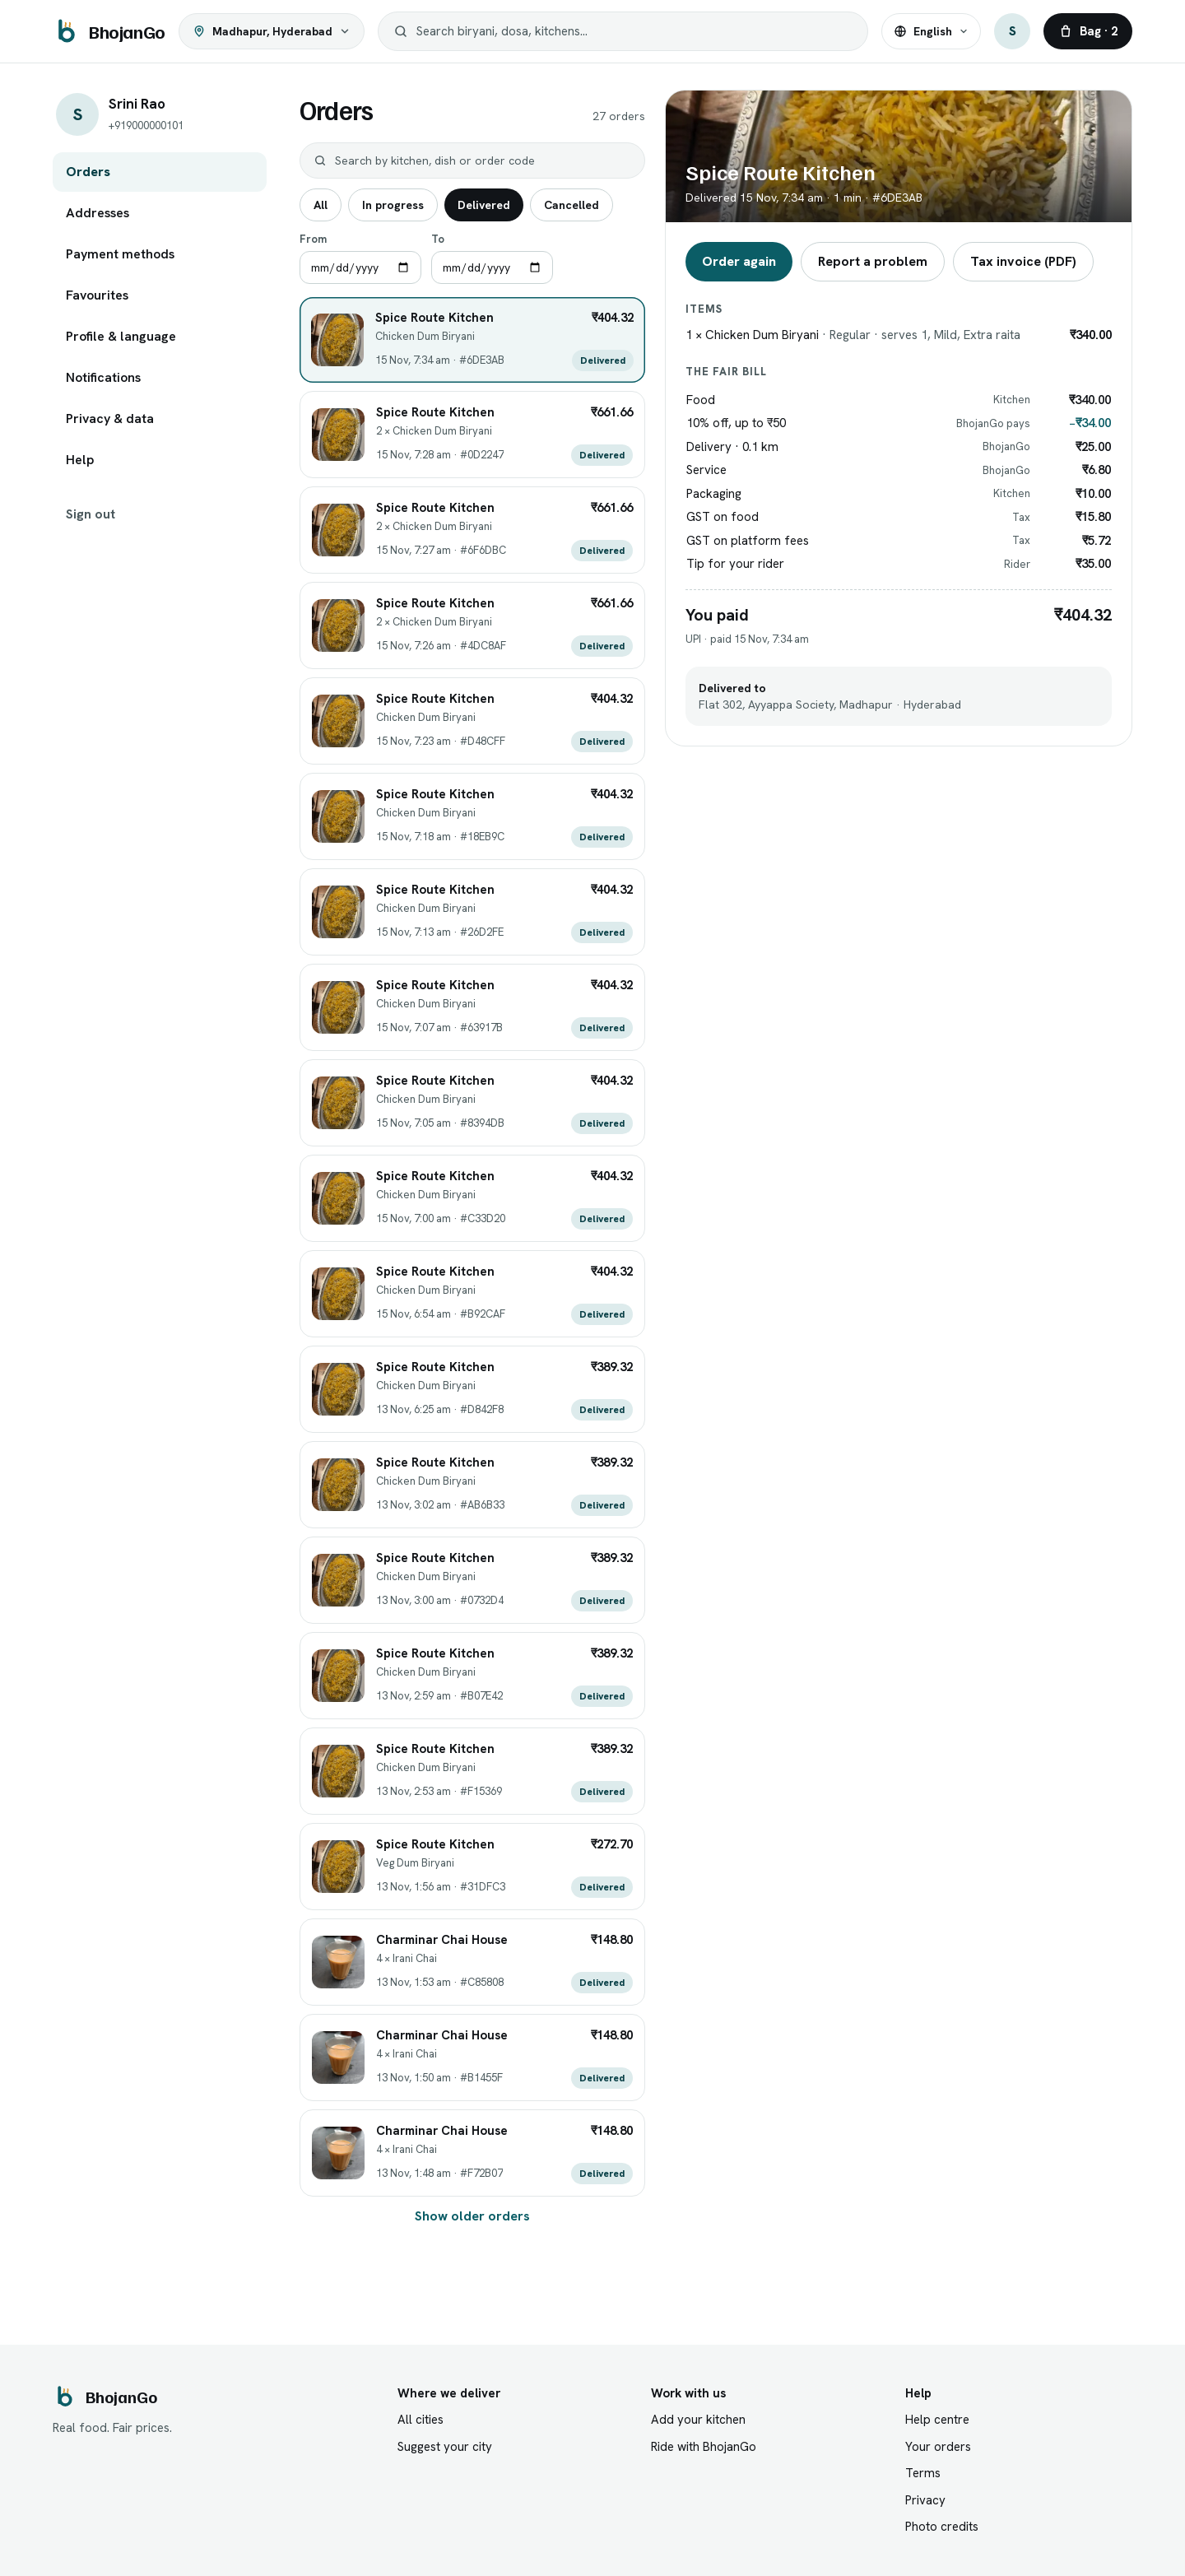 BhojanGo
Madhapur, Hyderabad
Search biryani, dosa, kitchens...
English
S
Bag · 2
S
Srini Rao
+919000000101
Orders
Addresses
Payment methods
Favourites
Profile & language
Notifications
Privacy & data
Help
Sign out
Orders
27 orders
Search by kitchen, dish or order code
All
In progress
Delivered
Cancelled
From
To
mm/dd/yyyy
mm/dd/yyyy
Spice Route Kitchen ₹404.32
Chicken Dum Biryani
15 Nov, 7:34 am · #6DE3AB Delivered
Spice Route Kitchen ₹661.66
2 × Chicken Dum Biryani
15 Nov, 7:28 am · #0D2247 Delivered
Spice Route Kitchen ₹661.66
2 × Chicken Dum Biryani
15 Nov, 7:27 am · #6F6DBC Delivered
Spice Route Kitchen ₹661.66
2 × Chicken Dum Biryani
15 Nov, 7:26 am · #4DC8AF Delivered
Spice Route Kitchen ₹404.32
Chicken Dum Biryani
15 Nov, 7:23 am · #D48CFF Delivered
Spice Route Kitchen ₹404.32
Chicken Dum Biryani
15 Nov, 7:18 am · #18EB9C Delivered
Spice Route Kitchen ₹404.32
Chicken Dum Biryani
15 Nov, 7:13 am · #26D2FE Delivered
Spice Route Kitchen ₹404.32
Chicken Dum Biryani
15 Nov, 7:07 am · #63917B Delivered
Spice Route Kitchen ₹404.32
Chicken Dum Biryani
15 Nov, 7:05 am · #8394DB Delivered
Spice Route Kitchen ₹404.32
Chicken Dum Biryani
15 Nov, 7:00 am · #C33D20 Delivered
Spice Route Kitchen ₹404.32
Chicken Dum Biryani
15 Nov, 6:54 am · #B92CAF Delivered
Spice Route Kitchen ₹389.32
Chicken Dum Biryani
13 Nov, 6:25 am · #D842F8 Delivered
Spice Route Kitchen ₹389.32
Chicken Dum Biryani
13 Nov, 3:02 am · #AB6B33 Delivered
Spice Route Kitchen ₹389.32
Chicken Dum Biryani
13 Nov, 3:00 am · #0732D4 Delivered
Spice Route Kitchen ₹389.32
Chicken Dum Biryani
13 Nov, 2:59 am · #B07E42 Delivered
Spice Route Kitchen ₹389.32
Chicken Dum Biryani
13 Nov, 2:53 am · #F15369 Delivered
Spice Route Kitchen ₹272.70
Veg Dum Biryani
13 Nov, 1:56 am · #31DFC3 Delivered
Charminar Chai House ₹148.80
4 × Irani Chai
13 Nov, 1:53 am · #C85808 Delivered
Charminar Chai House ₹148.80
4 × Irani Chai
13 Nov, 1:50 am · #B1455F Delivered
Charminar Chai House ₹148.80
4 × Irani Chai
13 Nov, 1:48 am · #F72B07 Delivered
Show older orders
Spice Route Kitchen
Delivered 15 Nov, 7:34 am · 1 min · #6DE3AB
Order again
Report a problem
Tax invoice (PDF)
ITEMS
1 × Chicken Dum Biryani · Regular · serves 1, Mild, Extra raita ₹340.00
THE FAIR BILL
Food Kitchen ₹340.00
10% off, up to ₹50 BhojanGo pays −₹34.00
Delivery · 0.1 km BhojanGo ₹25.00
Service BhojanGo ₹6.80
Packaging Kitchen ₹10.00
GST on food Tax ₹15.80
GST on platform fees Tax ₹5.72
Tip for your rider Rider ₹35.00
You paid ₹404.32
UPI · paid 15 Nov, 7:34 am
Delivered to
Flat 302, Ayyappa Society, Madhapur · Hyderabad
BhojanGo
Real food. Fair prices.
Where we deliver
All cities
Suggest your city
Work with us
Add your kitchen
Ride with BhojanGo
Help
Help centre
Your orders
Terms
Privacy
Photo credits